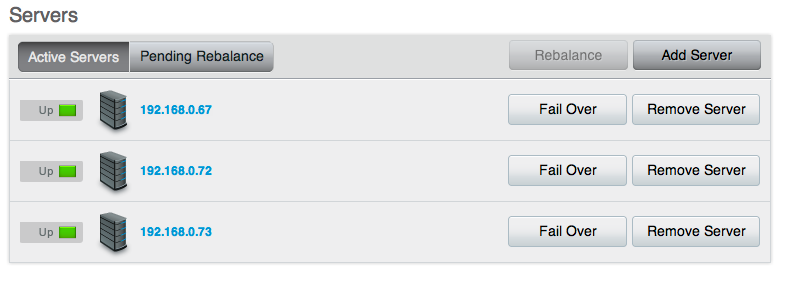 Servers
Active Servers Pending Rebalance Rebalance Add Server
Up 192.168.0.67 Fail Over Remove Server
Up 192.168.0.72 Fail Over Remove Server
Up 192.168.0.73 Fail Over Remove Server